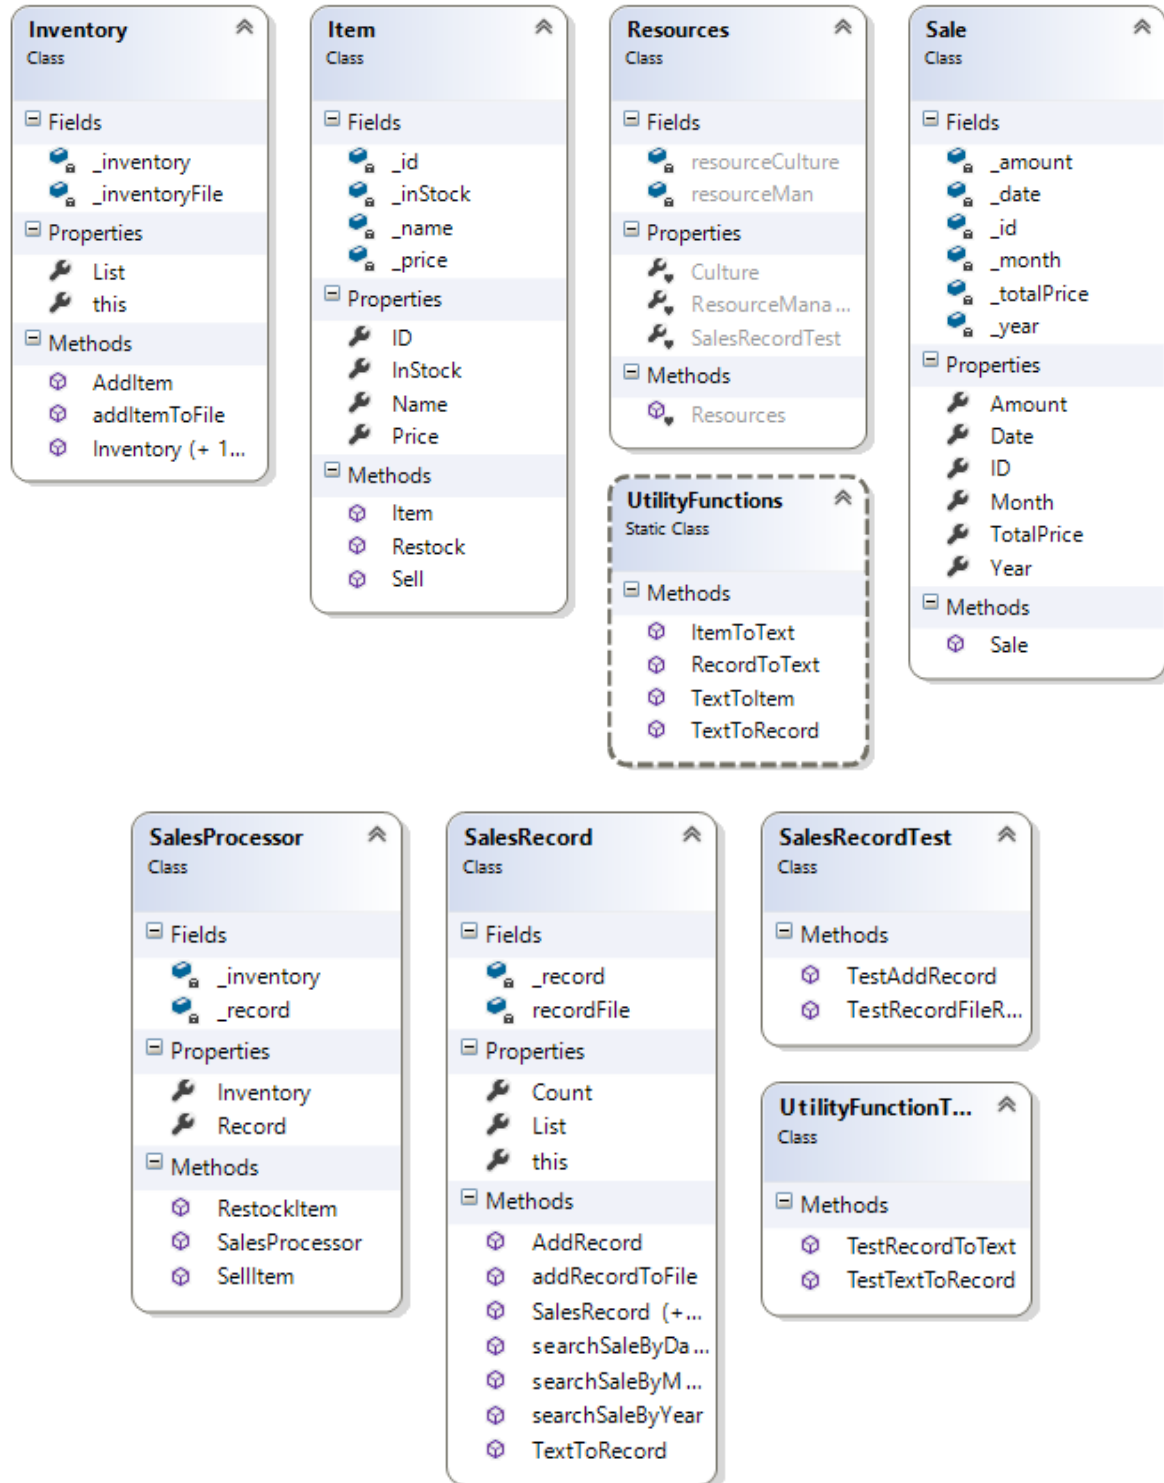 Inventory
Class
Fields
_inventory
_inventoryFile
Properties
List
this
Methods
AddItem
addItemToFile
Inventory (+ 1...
Item
Class
Fields
_id
_inStock
_name
_price
Properties
ID
InStock
Name
Price
Methods
Item
Restock
Sell
Resources
Class
Fields
resourceCulture
resourceMan
Properties
Culture
ResourceMana...
SalesRecordTest
Methods
Resources
UtilityFunctions
Static Class
Methods
ItemToText
RecordToText
TextToItem
TextToRecord
Sale
Class
Fields
_amount
_date
_id
_month
_totalPrice
_year
Properties
Amount
Date
ID
Month
TotalPrice
Year
Methods
Sale
SalesProcessor
Class
Fields
_inventory
_record
Properties
Inventory
Record
Methods
RestockItem
SalesProcessor
SellItem
SalesRecord
Class
Fields
_record
recordFile
Properties
Count
List
this
Methods
AddRecord
addRecordToFile
SalesRecord (+...
searchSaleByDa...
searchSaleByM...
searchSaleByYear
TextToRecord
SalesRecordTest
Class
Methods
TestAddRecord
TestRecordFileR...
UtilityFunctionT...
Class
Methods
TestRecordToText
TestTextToRecord